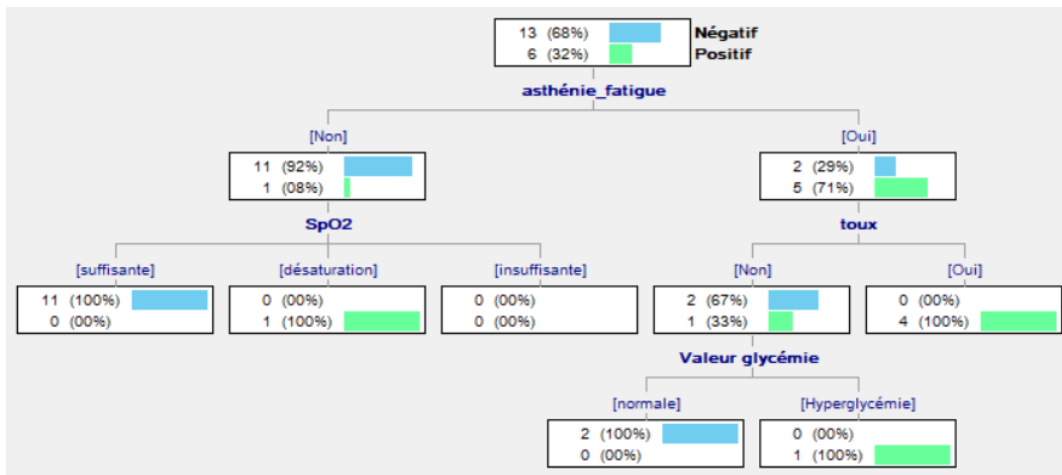 13 (68%) Négatif
6 (32%) Positif
asthénie_fatigue
[Non] [Oui]
11 (92%) 2 (29%)
1 (08%) 5 (71%)
SpO2 toux
[suffisante] [désaturation] [insuffisante] [Non] [Oui]
11 (100%) 0 (00%) 0 (00%) 2 (67%) 0 (00%)
0 (00%) 1 (100%) 0 (00%) 1 (33%) 4 (100%)
Valeur glycémie
[normale] [Hyperglycémie]
2 (100%) 0 (00%)
0 (00%) 1 (100%)